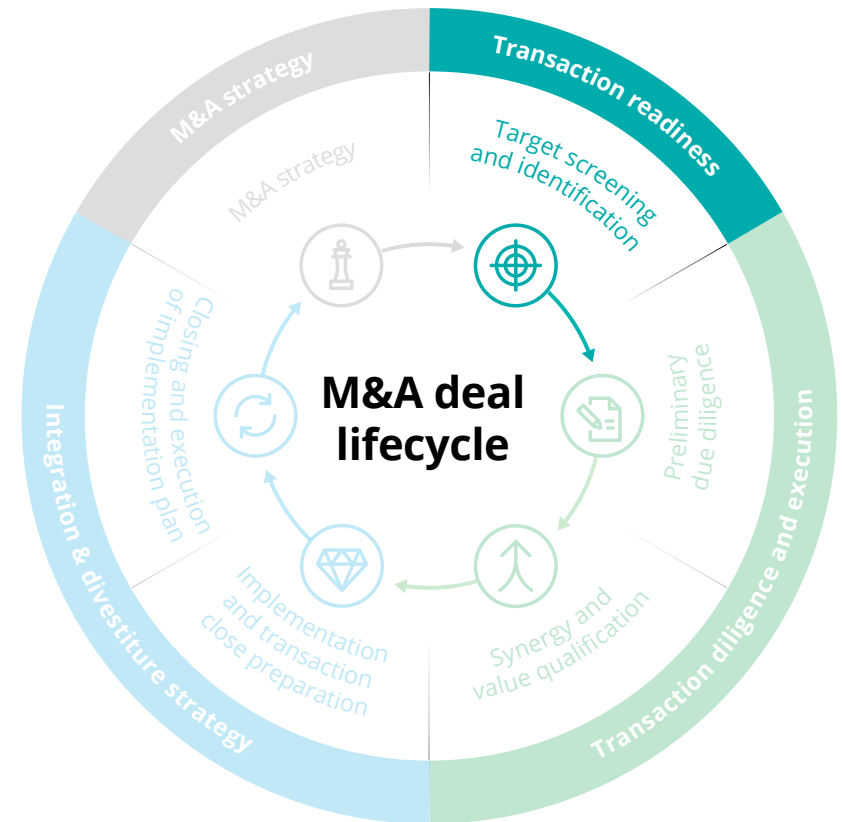 M&A deal
lifecycle
M&A strategy
M&A strategy
Transaction readiness
Target screening
and identification
Transaction diligence and execution
Preliminary
due diligence
Synergy and
value qualification
Integration & divestiture strategy
Implementation
and transaction
close preparation
Closing and execution
of implementation plan